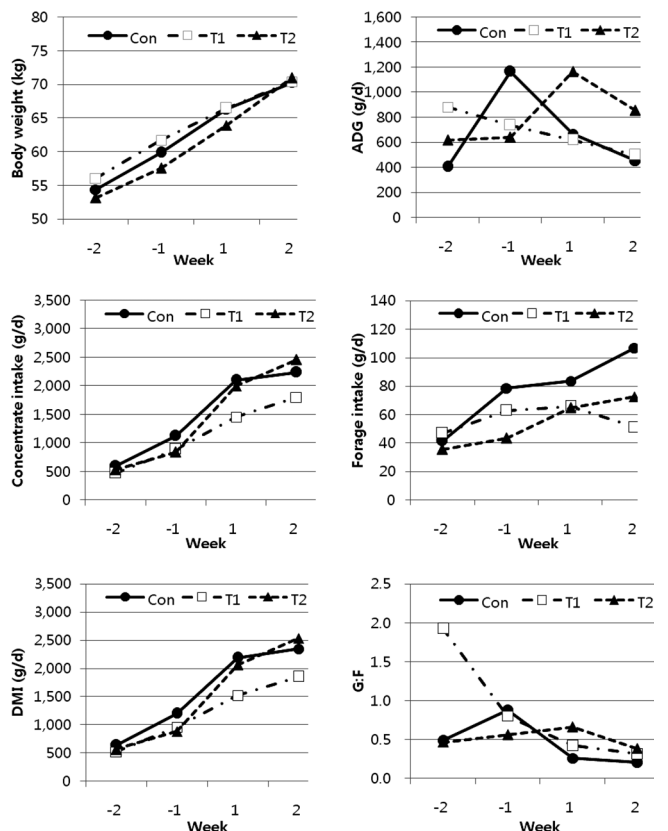 Body weight (kg)
80
75
70
65
60
55
50
Con T1 T2
-2 -1 1 2
Week
ADG (g/d)
1,600
1,400
1,200
1,000
800
600
400
200
0
Con T1 T2
-2 -1 1 2
Week
Concentrate intake (g/d)
3,500
3,000
2,500
2,000
1,500
1,000
500
0
Con T1 T2
-2 -1 1 2
Week
Forage intake (g/d)
140
120
100
80
60
40
20
0
Con T1 T2
-2 -1 1 2
Week
DMI (g/d)
3,500
3,000
2,500
2,000
1,500
1,000
500
0
Con T1 T2
-2 -1 1 2
Week
G:F
2.5
2.0
1.5
1.0
0.5
0.0
Con T1 T2
-2 -1 1 2
Week